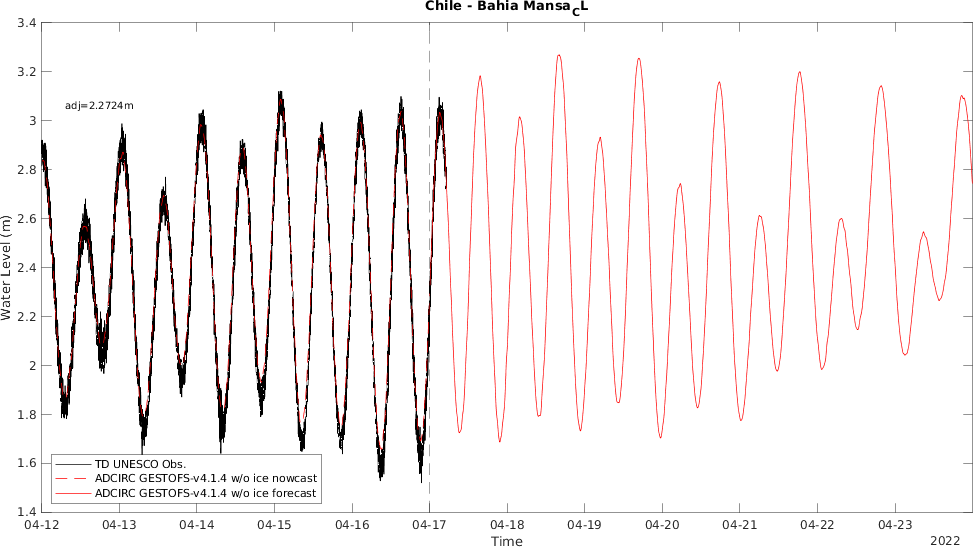 Chile - Bahia Mansa_CL
3.4
3.2
3
2.8
2.6
2.4
2.2
2
1.8
1.6
1.4
Water Level (m)
adj=2.2724m
TD UNESCO Obs.
ADCIRC GESTOFS-v4.1.4 w/o ice nowcast
ADCIRC GESTOFS-v4.1.4 w/o ice forecast
04-12 04-13 04-14 04-15 04-16 04-17 04-18 04-19 04-20 04-21 04-22 04-23
Time
2022